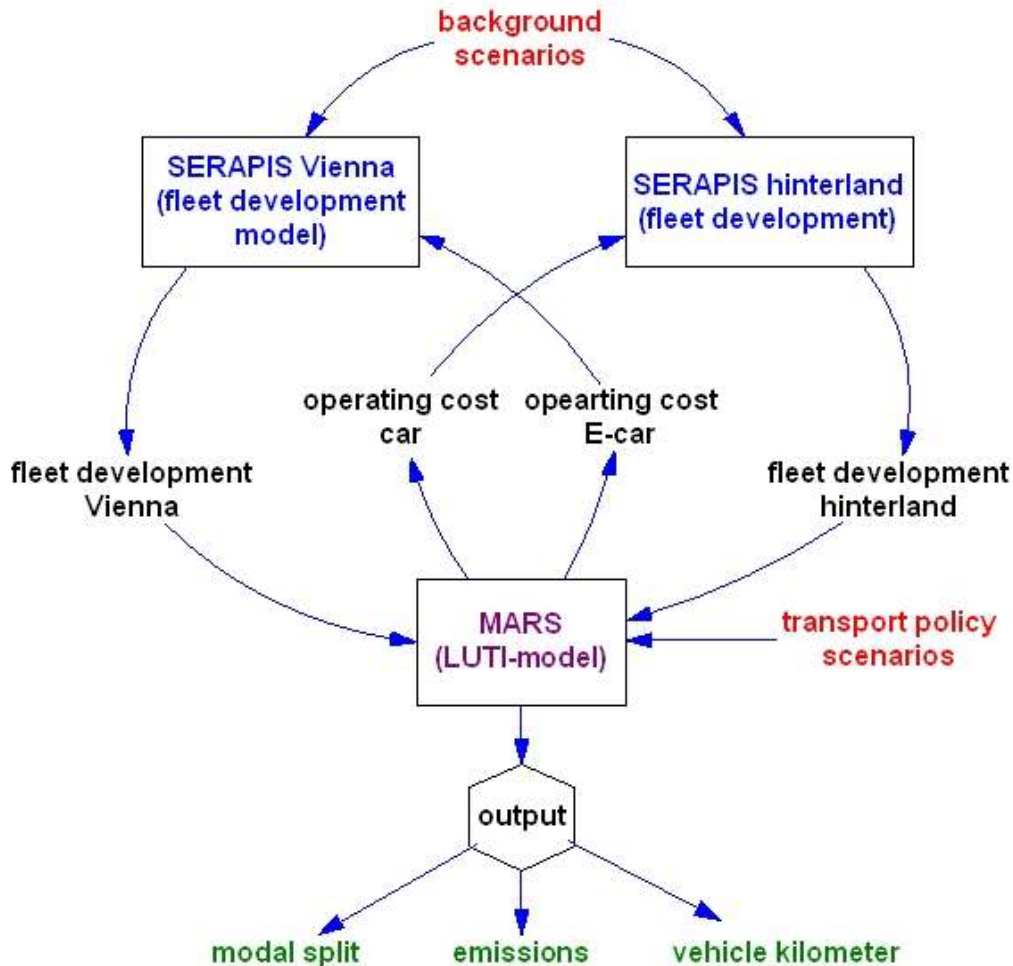 background
scenarios
SERAPIS Vienna
(fleet development
model)
SERAPIS hinterland
(fleet development)
operating cost
car
opearting cost
E-car
fleet development
Vienna
fleet development
hinterland
MARS
(LUTI-model)
transport policy
scenarios
output
modal split
emissions
vehicle kilometer